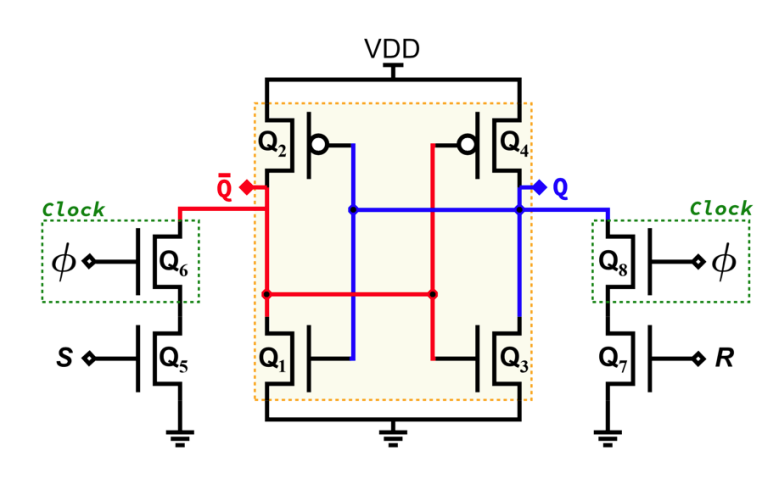 VDD
Q₂
Q₄
Q̄
Q
Clock
Clock
ϕ
Q₆
Q₈
ϕ
S
Q₅
Q₁
Q₃
Q₇
R